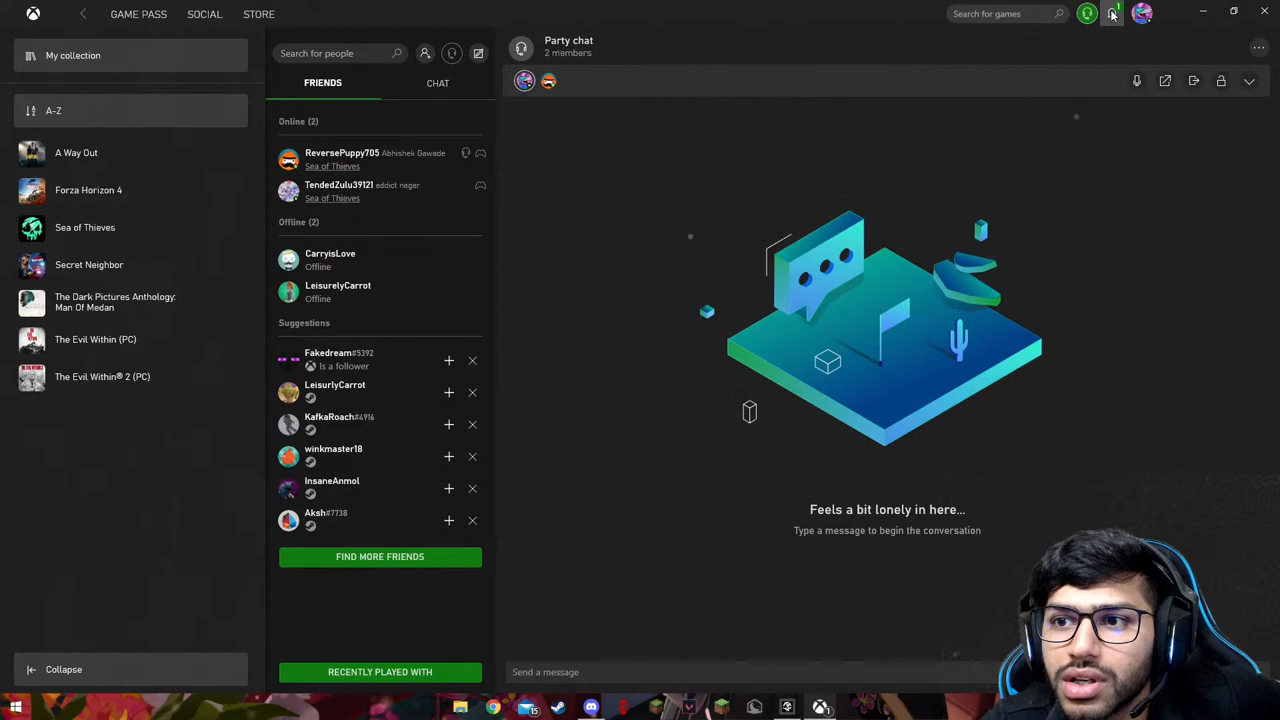 GAME PASS
SOCIAL
STORE
Search for games
1
My collection
A-Z
A Way Out
Forza Horizon 4
Sea of Thieves
Secret Neighbor
The Dark Pictures Anthology:
Man Of Medan
The Evil Within (PC)
The Evil Within® 2 (PC)
Collapse
Search for people
FRIENDS
CHAT
Online (2)
ReversePuppy705 Abhishek Gawade
Sea of Thieves
TendedZulu39121 addict nagar
Sea of Thieves
Offline (2)
CarryisLove
Offline
LeisurelyCarrot
Offline
Suggestions
Fakedream#5392
Is a follower
LeisurlyCarrot
KafkaRoach#4916
winkmaster18
InsaneAnmol
Aksh#7738
FIND MORE FRIENDS
RECENTLY PLAYED WITH
Party chat
2 members
Feels a bit lonely in here...
Type a message to begin the conversation
Send a message
15
1